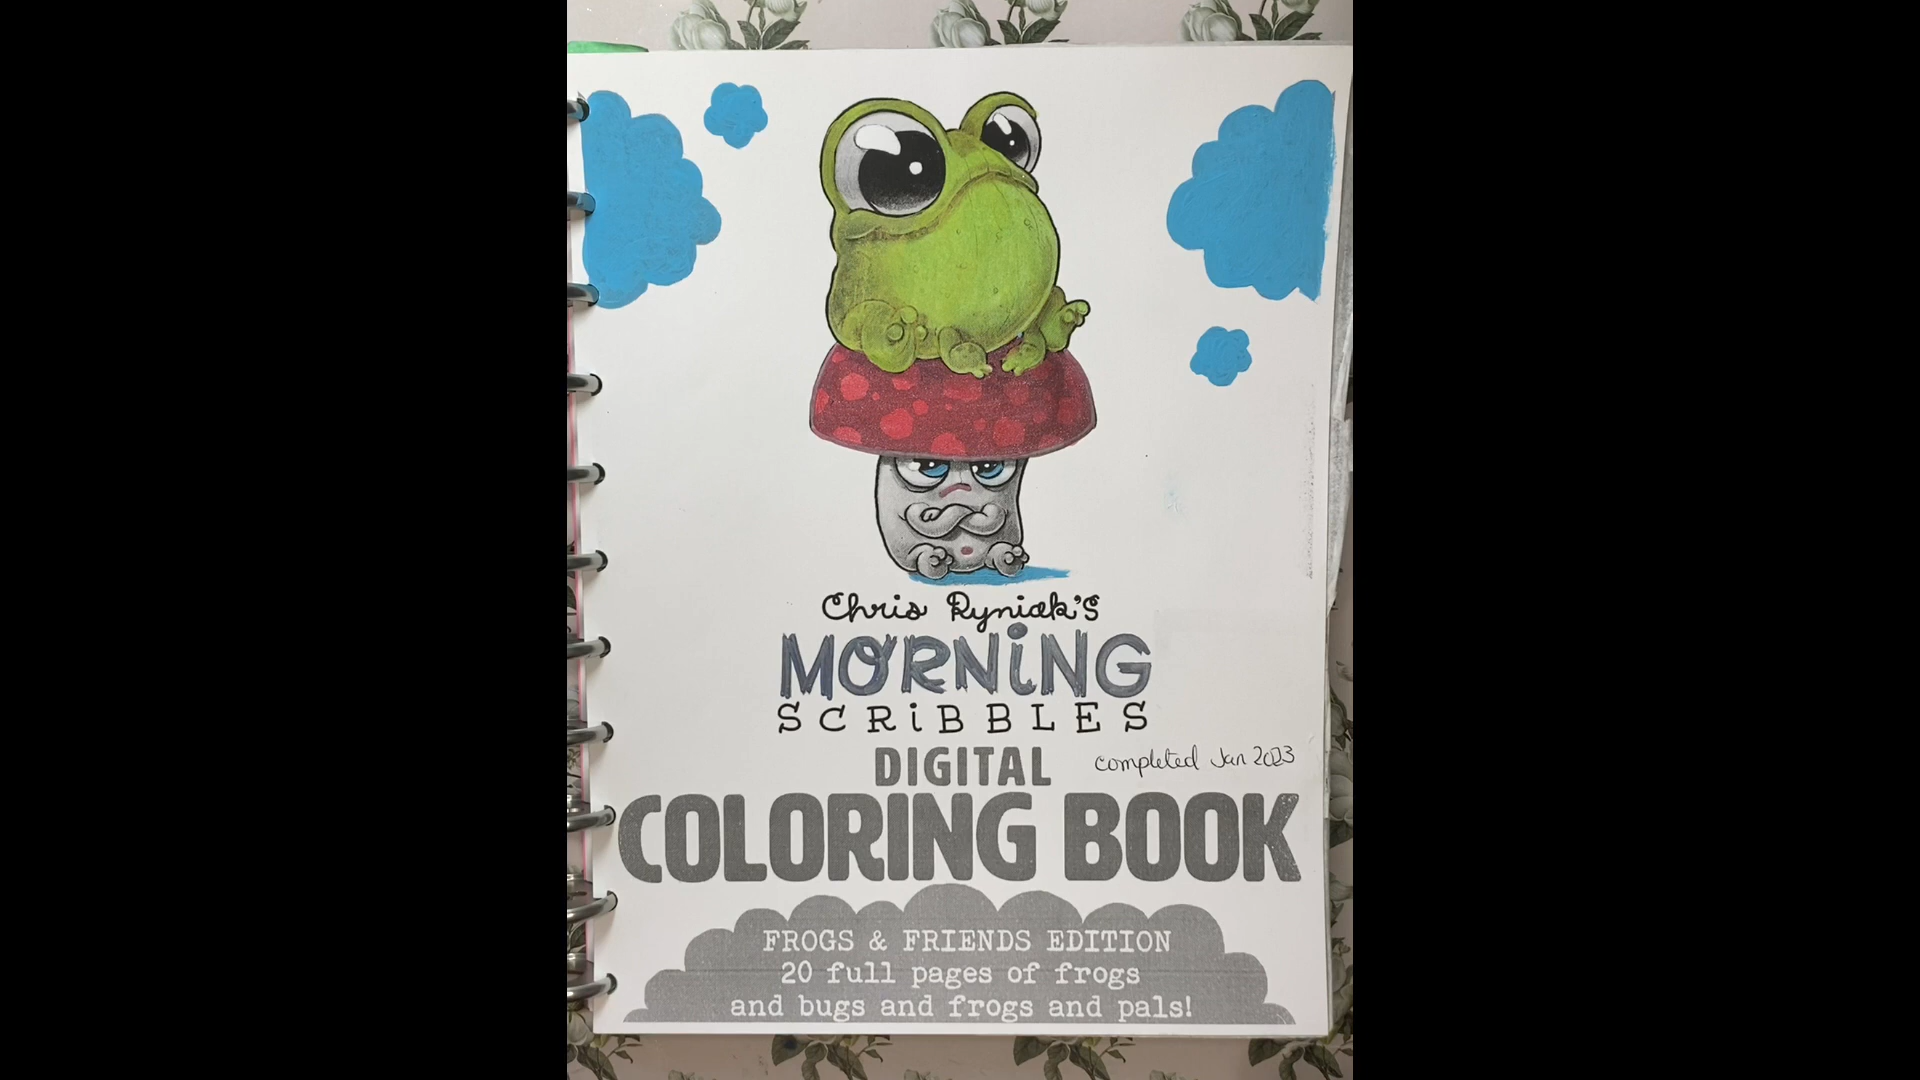 Chris Ryniak's
MORNiNG
SCRiBBLES
DIGITAL
completed Jan 2023
COLORING BOOK
FROGS & FRIENDS EDITION
20 full pages of frogs
and bugs and frogs and pals!